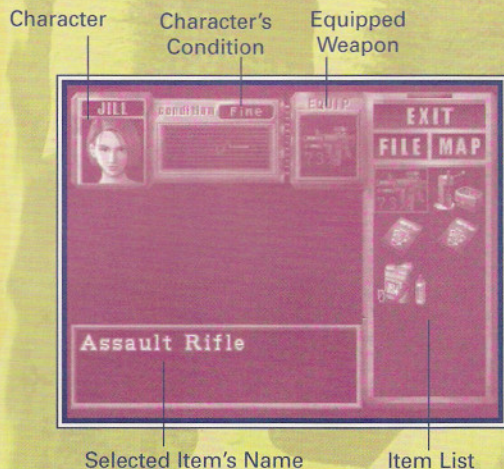 Character
Character's
Condition
Equipped
Weapon
JILL
condition Fine
EQUIP
EXIT
FILE MAP
Assault Rifle
Selected Item's Name
Item List